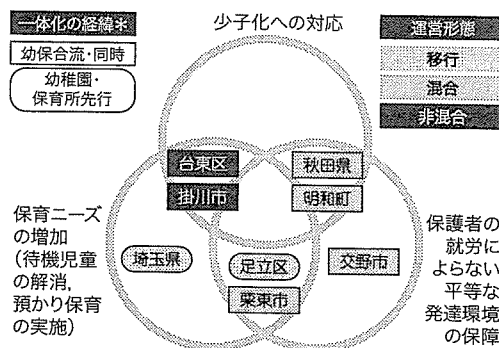 一体化の経緯*
幼保合流・同時
幼稚園・
保育所先行
少子化への対応
運営形態
移行
混合
非混合
台東区
掛川市
秋田県
明和町
保育ニーズ
の増加
(待機児童
の解消,
預かり保育
の実施)
埼玉県
足立区
栗東市
交野市
保護者の
就労に
よらない
平等な
発達環境
の保障